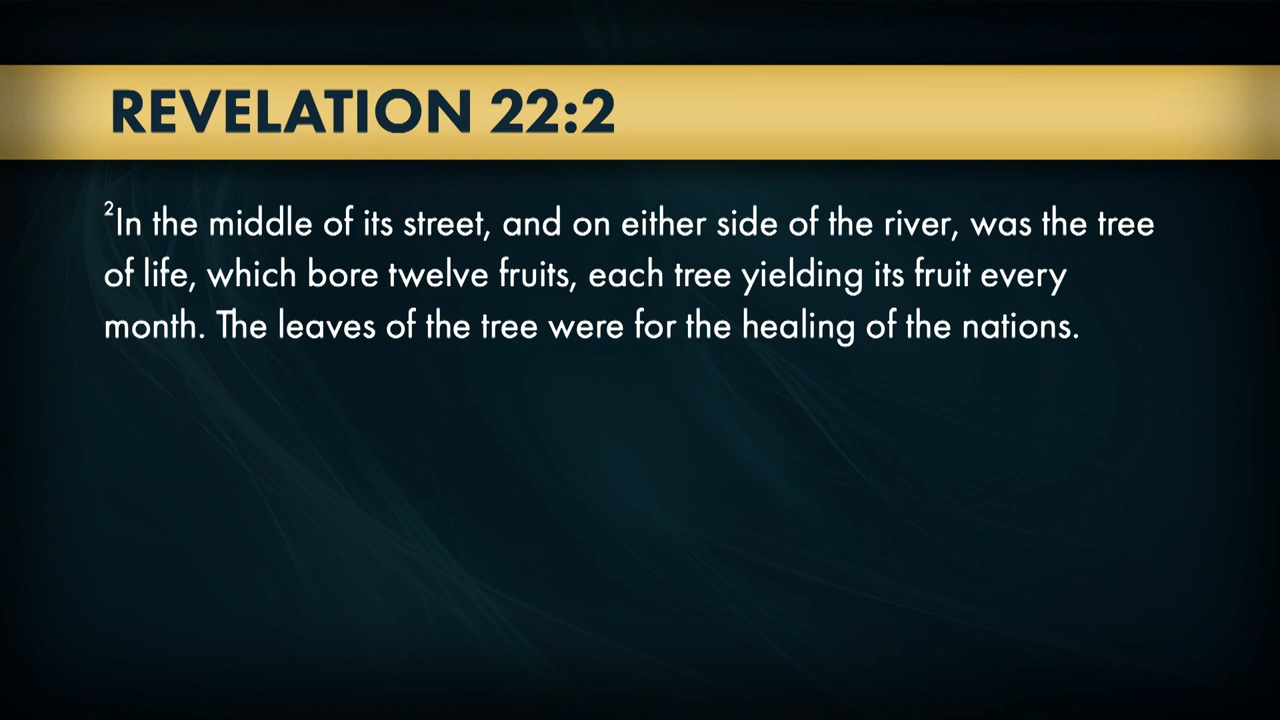 REVELATION 22:2
²In the middle of its street, and on either side of the river, was the tree
of life, which bore twelve fruits, each tree yielding its fruit every
month. The leaves of the tree were for the healing of the nations.